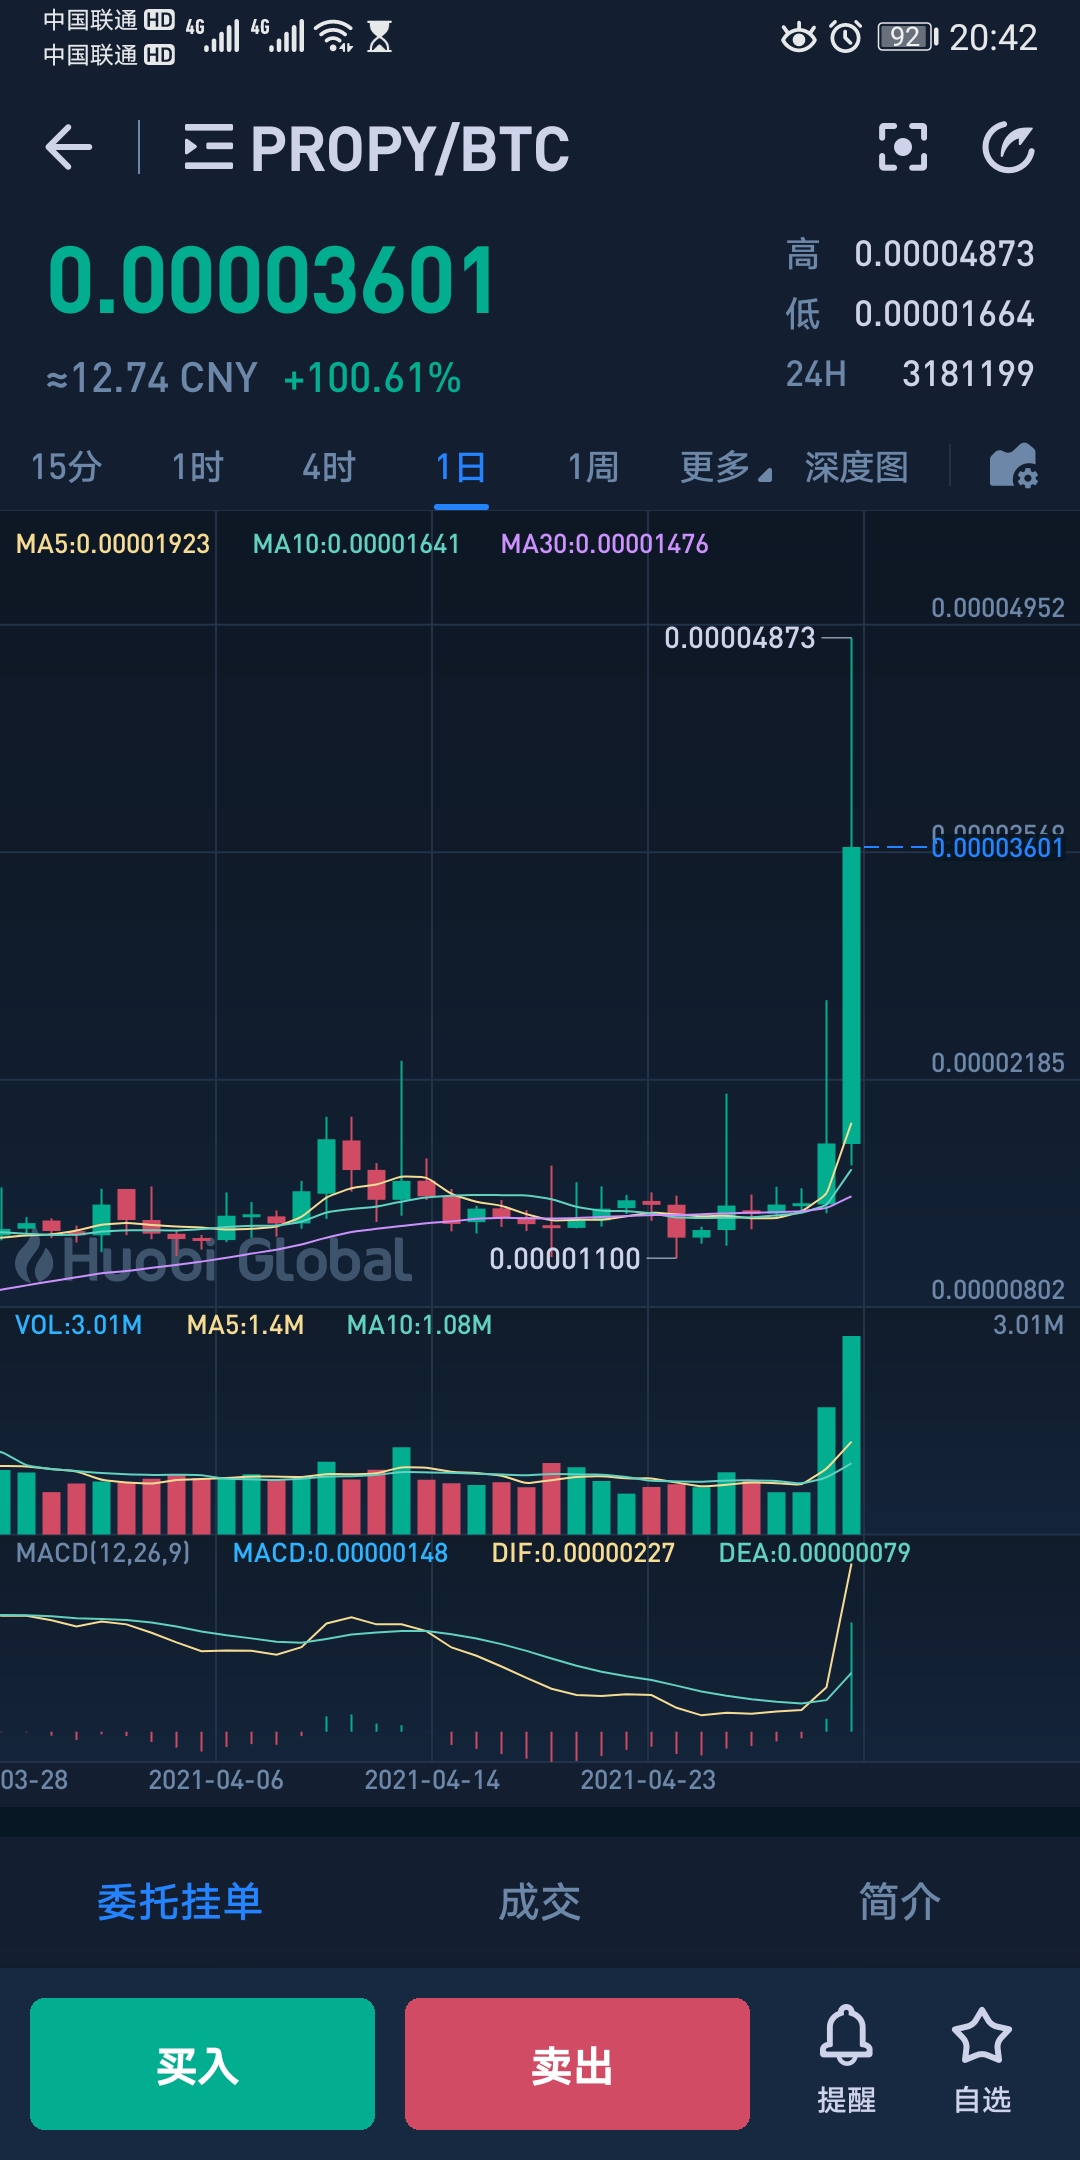 中国联通 HD 4G 4G 92 20:42
中国联通 HD
PROPY/BTC
0.00003601
高 0.00004873
低 0.00001664
≈12.74 CNY +100.61%
24H 3181199
15分 1时 4时 1日 1周 更多 深度图
MA5:0.00001923 MA10:0.00001641 MA30:0.00001476
0.00004952
0.00004873
0.00003569
0.00003601
0.00002185
0.00001100
Huobi Global
0.00000802
VOL:3.01M MA5:1.4M MA10:1.08M 3.01M
MACD(12,26,9) MACD:0.00000148 DIF:0.00000227 DEA:0.00000079
03-28 2021-04-06 2021-04-14 2021-04-23
委托挂单 成交 简介
买入 卖出 提醒 自选